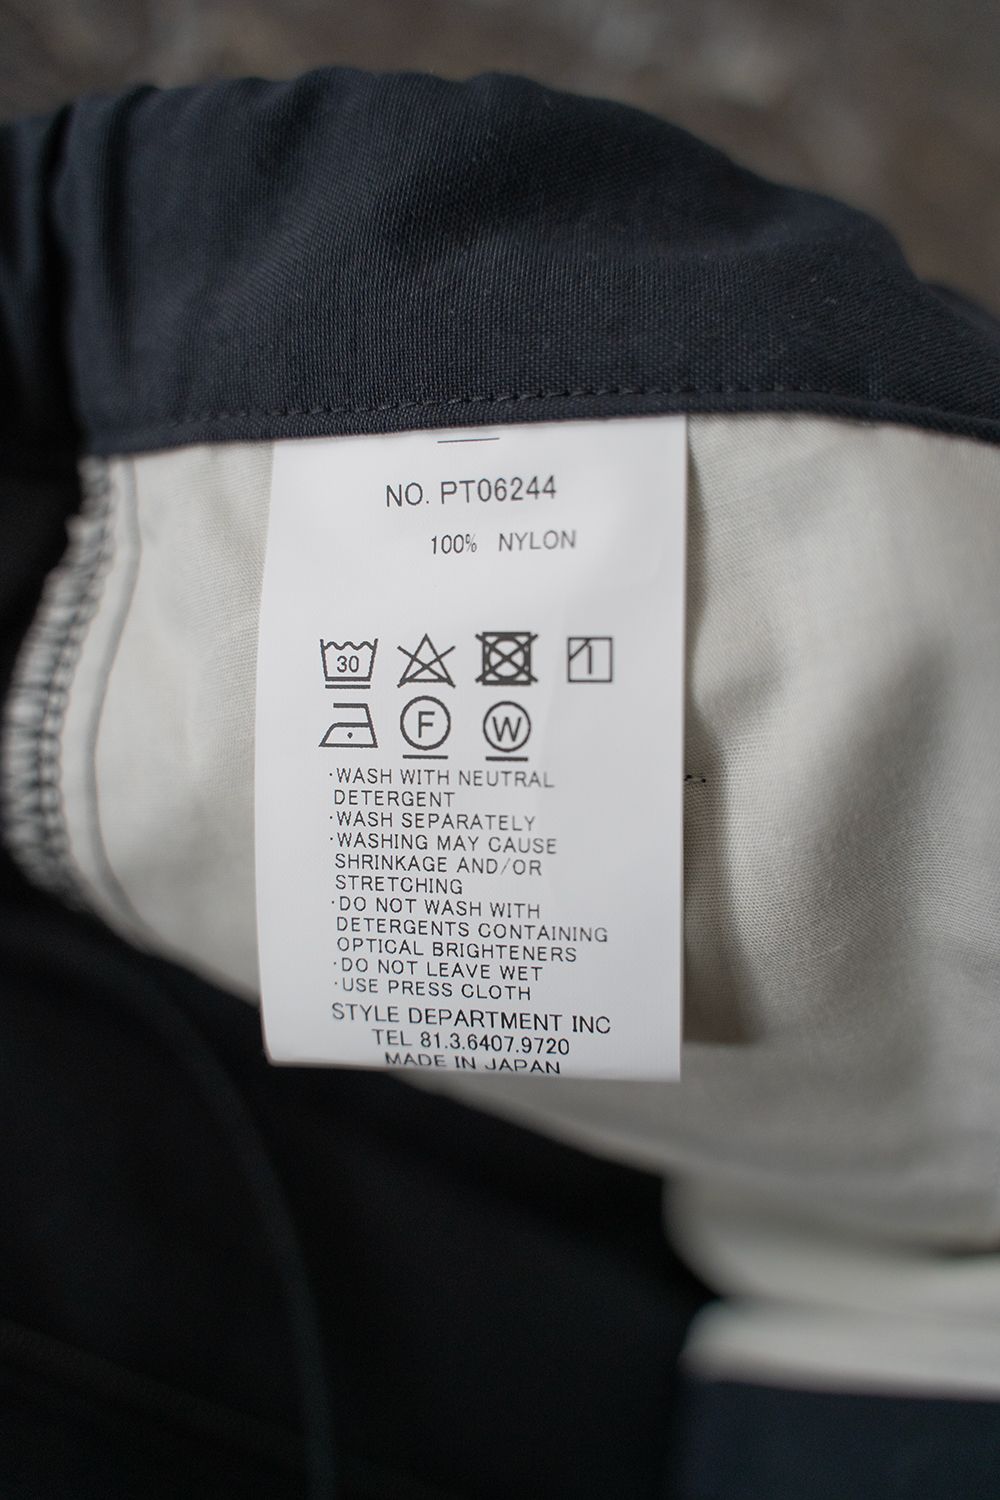 NO. PT06244
100% NYLON
30
F W
·WASH WITH NEUTRAL
DETERGENT
·WASH SEPARATELY
·WASHING MAY CAUSE
SHRINKAGE AND/OR
STRETCHING
·DO NOT WASH WITH
DETERGENTS CONTAINING
OPTICAL BRIGHTENERS
·DO NOT LEAVE WET
·USE PRESS CLOTH
STYLE DEPARTMENT INC
TEL 81.3.6407.9720
MADE IN JAPAN